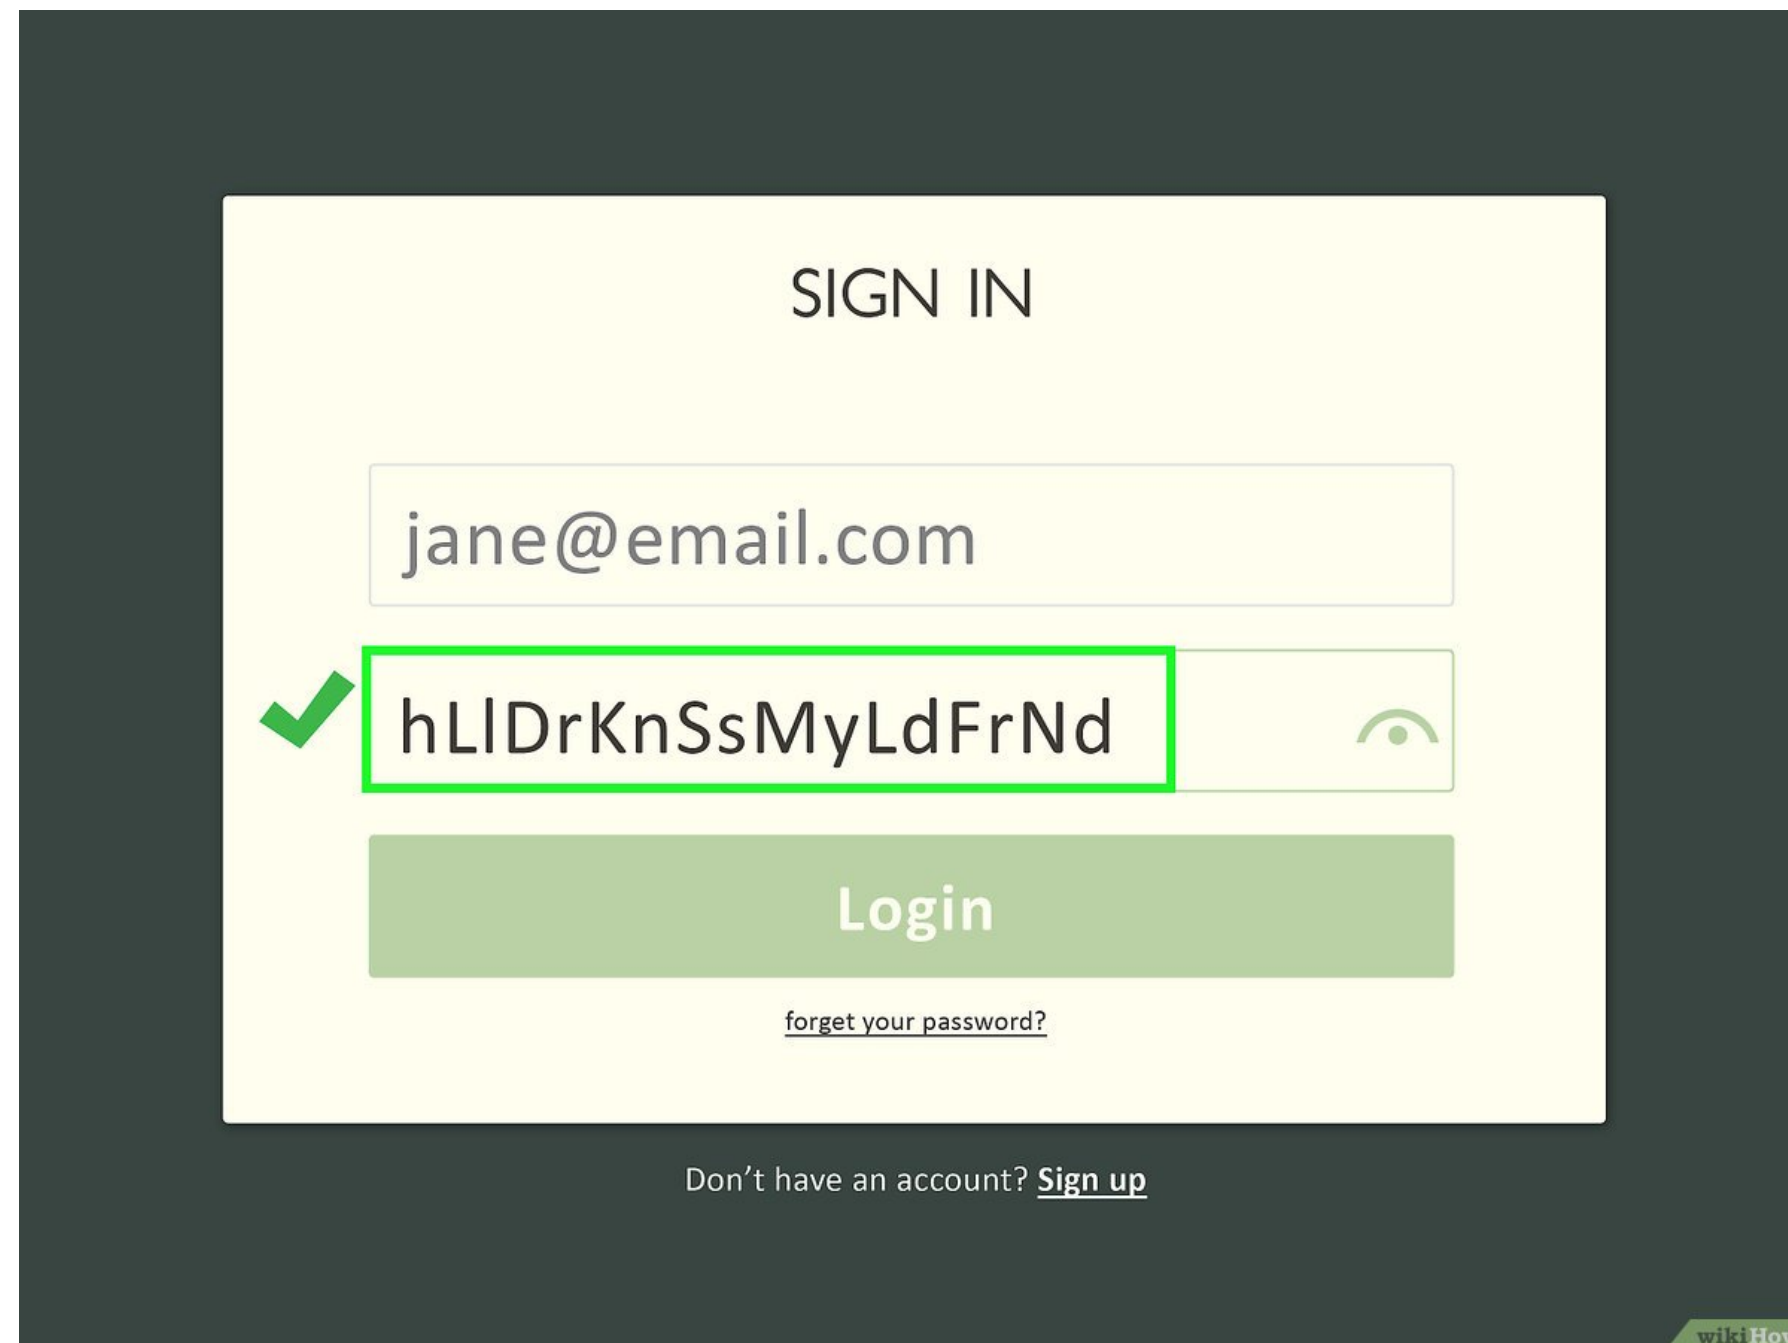 SIGN IN
jane@email.com
hLlDrKnSsMyLdFrNd
Login
forget your password?
Don’t have an account? Sign up